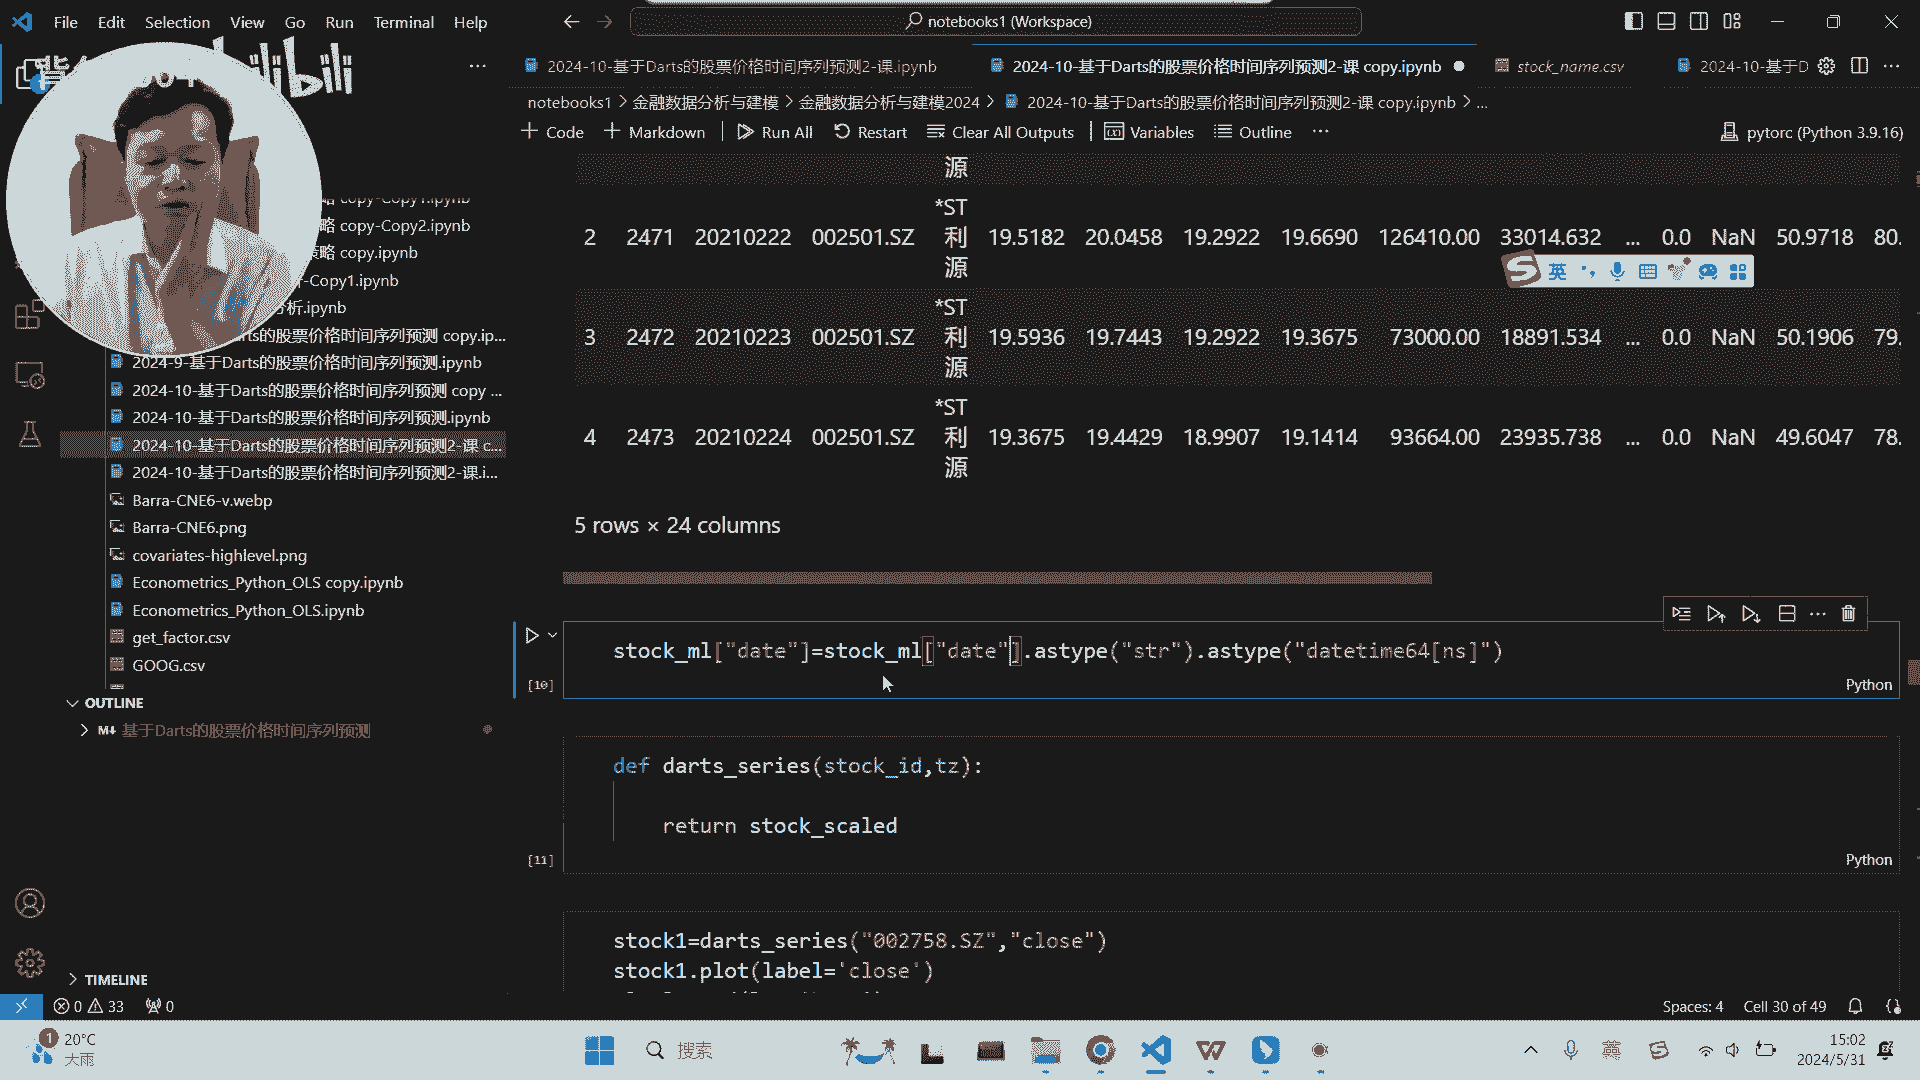 File Edit Selection View Go Run Terminal Help
notebooks1 (Workspace)
bilibili
2024-10-基于Darts的股票价格时间序列预测2-课.ipynb
2024-10-基于Darts的股票价格时间序列预测2-课 copy.ipynb
stock_name.csv
2024-10-基于D
notebooks1 > 金融数据分析与建模 > 金融数据分析与建模2024 > 2024-10-基于Darts的股票价格时间序列预测2-课 copy.ipynb > ...
+ Code + Markdown Run All Restart Clear All Outputs Variables Outline ... pytorc (Python 3.9.16)
略 copy-Copy1.ipynb
略 copy-Copy2.ipynb
策略 copy.ipynb
-Copy1.ipynb
分析.ipynb
rts的股票价格时间序列预测 copy.ip...
2024-9-基于Darts的股票价格时间序列预测.ipynb
2024-10-基于Darts的股票价格时间序列预测 copy ...
2024-10-基于Darts的股票价格时间序列预测.ipynb
2024-10-基于Darts的股票价格时间序列预测2-课 c...
2024-10-基于Darts的股票价格时间序列预测2-课.i...
Barra-CNE6-v.webp
Barra-CNE6.png
covariates-highlevel.png
Econometrics_Python_OLS copy.ipynb
Econometrics_Python_OLS.ipynb
get_factor.csv
GOOG.csv
OUTLINE
M↓ 基于Darts的股票价格时间序列预测
TIMELINE
源
2 2471 20210222 002501.SZ *ST利源 19.5182 20.0458 19.2922 19.6690 126410.00 33014.632 ... 0.0 NaN 50.9718 80.
英
3 2472 20210223 002501.SZ *ST利源 19.5936 19.7443 19.2922 19.3675 73000.00 18891.534 ... 0.0 NaN 50.1906 79.
4 2473 20210224 002501.SZ *ST利源 19.3675 19.4429 18.9907 19.1414 93664.00 23935.738 ... 0.0 NaN 49.6047 78.
5 rows × 24 columns
stock_ml["date"]=stock_ml["date"].astype("str").astype("datetime64[ns]")
[10] Python
def darts_series(stock_id,tz):
return stock_scaled
[11] Python
stock1=darts_series("002758.SZ","close")
stock1.plot(label='close')
0 33 0
Spaces: 4 Cell 30 of 49
1
20°C
大雨
搜索
英
15:02
2024/5/31